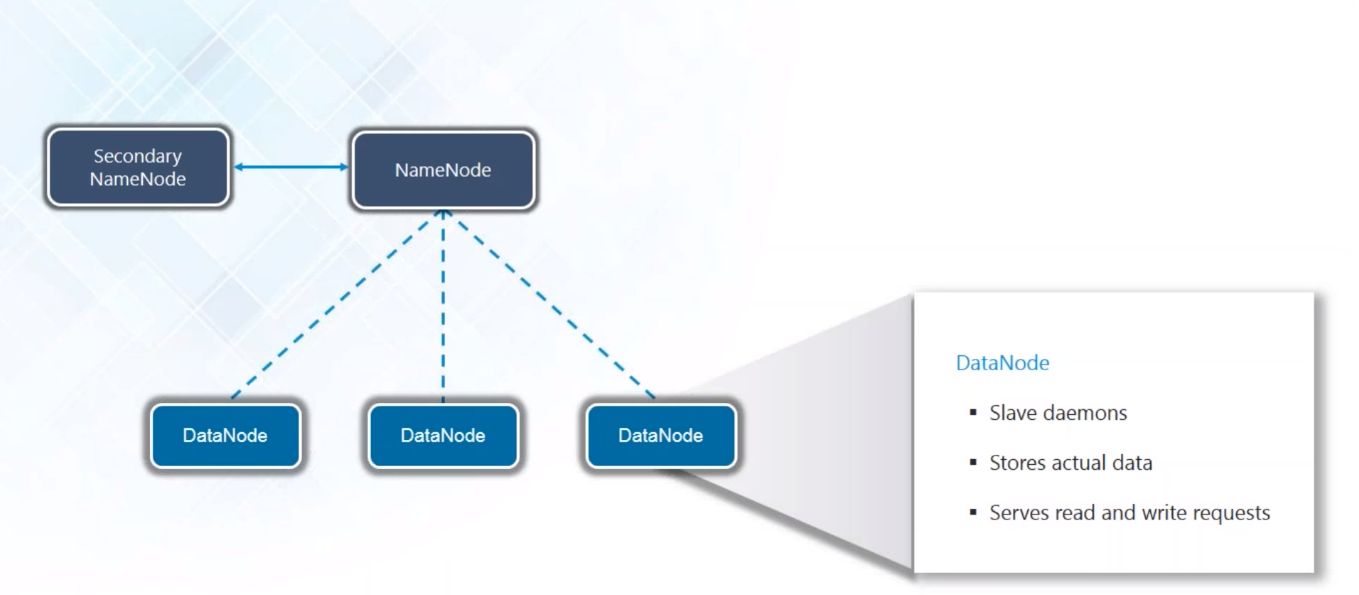 Secondary
NameNode
NameNode
DataNode
DataNode
DataNode
DataNode
▪ Slave daemons
▪ Stores actual data
▪ Serves read and write requests